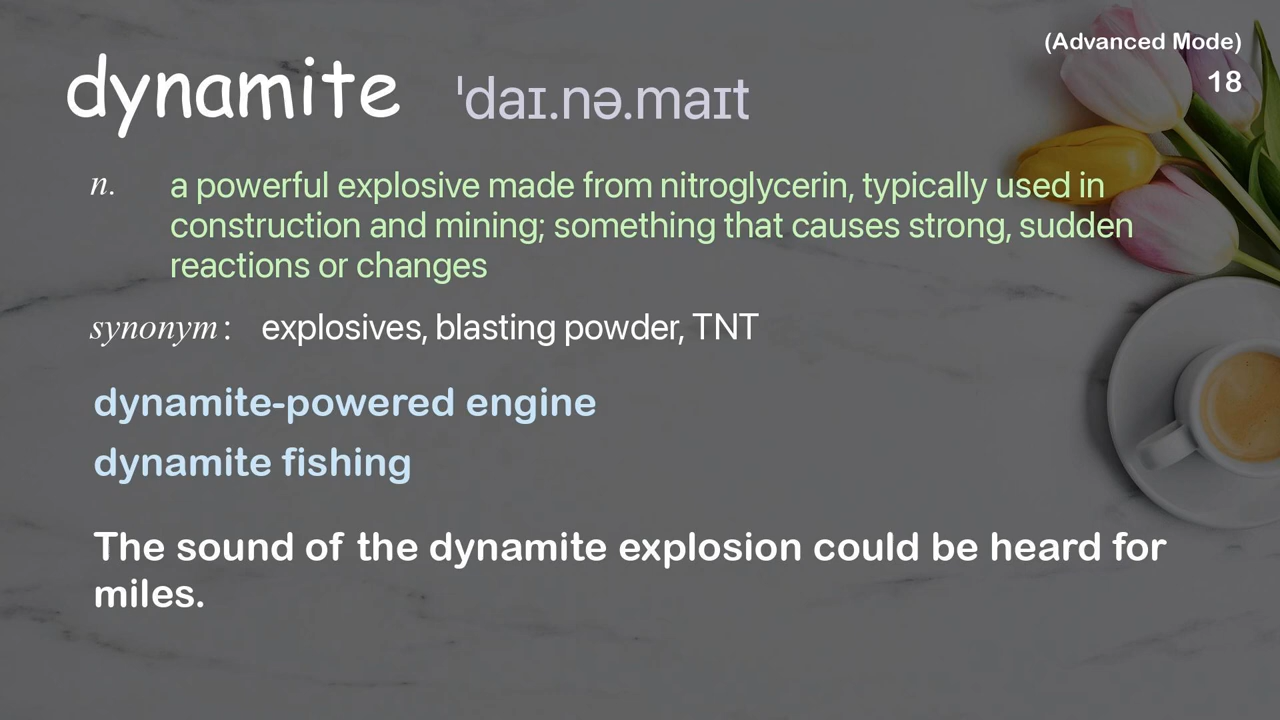 (Advanced Mode)
dynamite ˈdaɪ.nə.maɪt
18
n. a powerful explosive made from nitroglycerin, typically used in
construction and mining; something that causes strong, sudden
reactions or changes
synonym: explosives, blasting powder, TNT
dynamite-powered engine
dynamite fishing
The sound of the dynamite explosion could be heard for
miles.